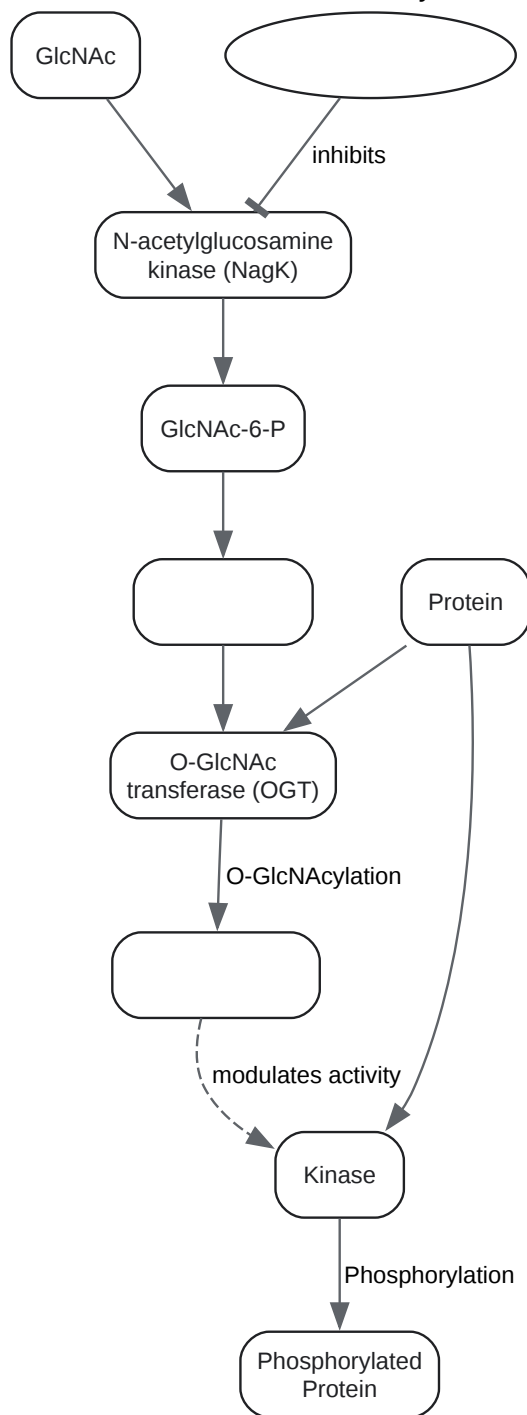 GlcNAc
inhibits
N-acetylglucosamine
kinase (NagK)
GlcNAc-6-P
Protein
O-GlcNAc
transferase (OGT)
O-GlcNAcylation
modulates activity
Kinase
Phosphorylation
Phosphorylated
Protein